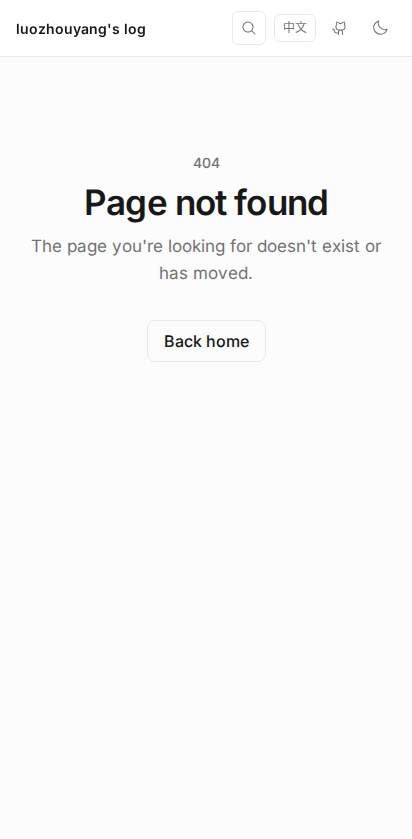 luozhouyang's log
中文
404
Page not found
The page you're looking for doesn't exist or
has moved.
Back home